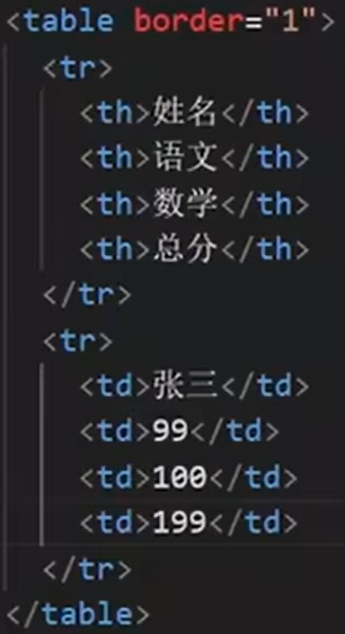 <table border="1">
<tr>
<th>姓名</th>
<th>语文</th>
<th>数学</th>
<th>总分</th>
</tr>
<tr>
<td>张三</td>
<td>99</td>
<td>100</td>
<td>199</td>
</tr>
</table>